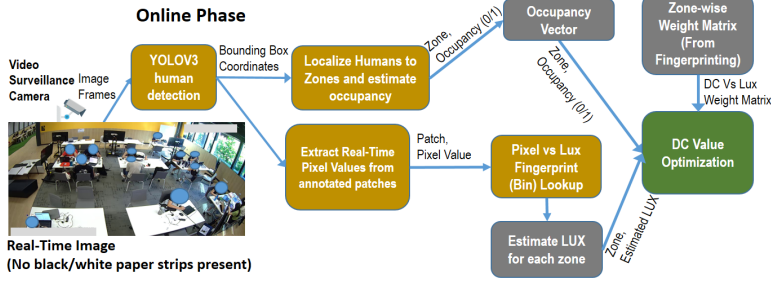 Online Phase
Video
Surveillance
Camera
Image
Frames
YOLOV3
human
detection
Bounding Box
Coordinates
Localize Humans to
Zones and estimate
occupancy
Zone,
Occupancy (0/1)
Occupancy
Vector
Zone,
Occupancy (0/1)
Zone-wise
Weight Matrix
(From
Fingerprinting)
DC Vs Lux
Weight Matrix
DC Value
Optimization
Extract Real-Time
Pixel Values from
annotated patches
Patch,
Pixel Value
Pixel vs Lux
Fingerprint
(Bin) Lookup
Estimate LUX
for each zone
Zone,
Estimated LUX
Real-Time Image
(No black/white paper strips present)